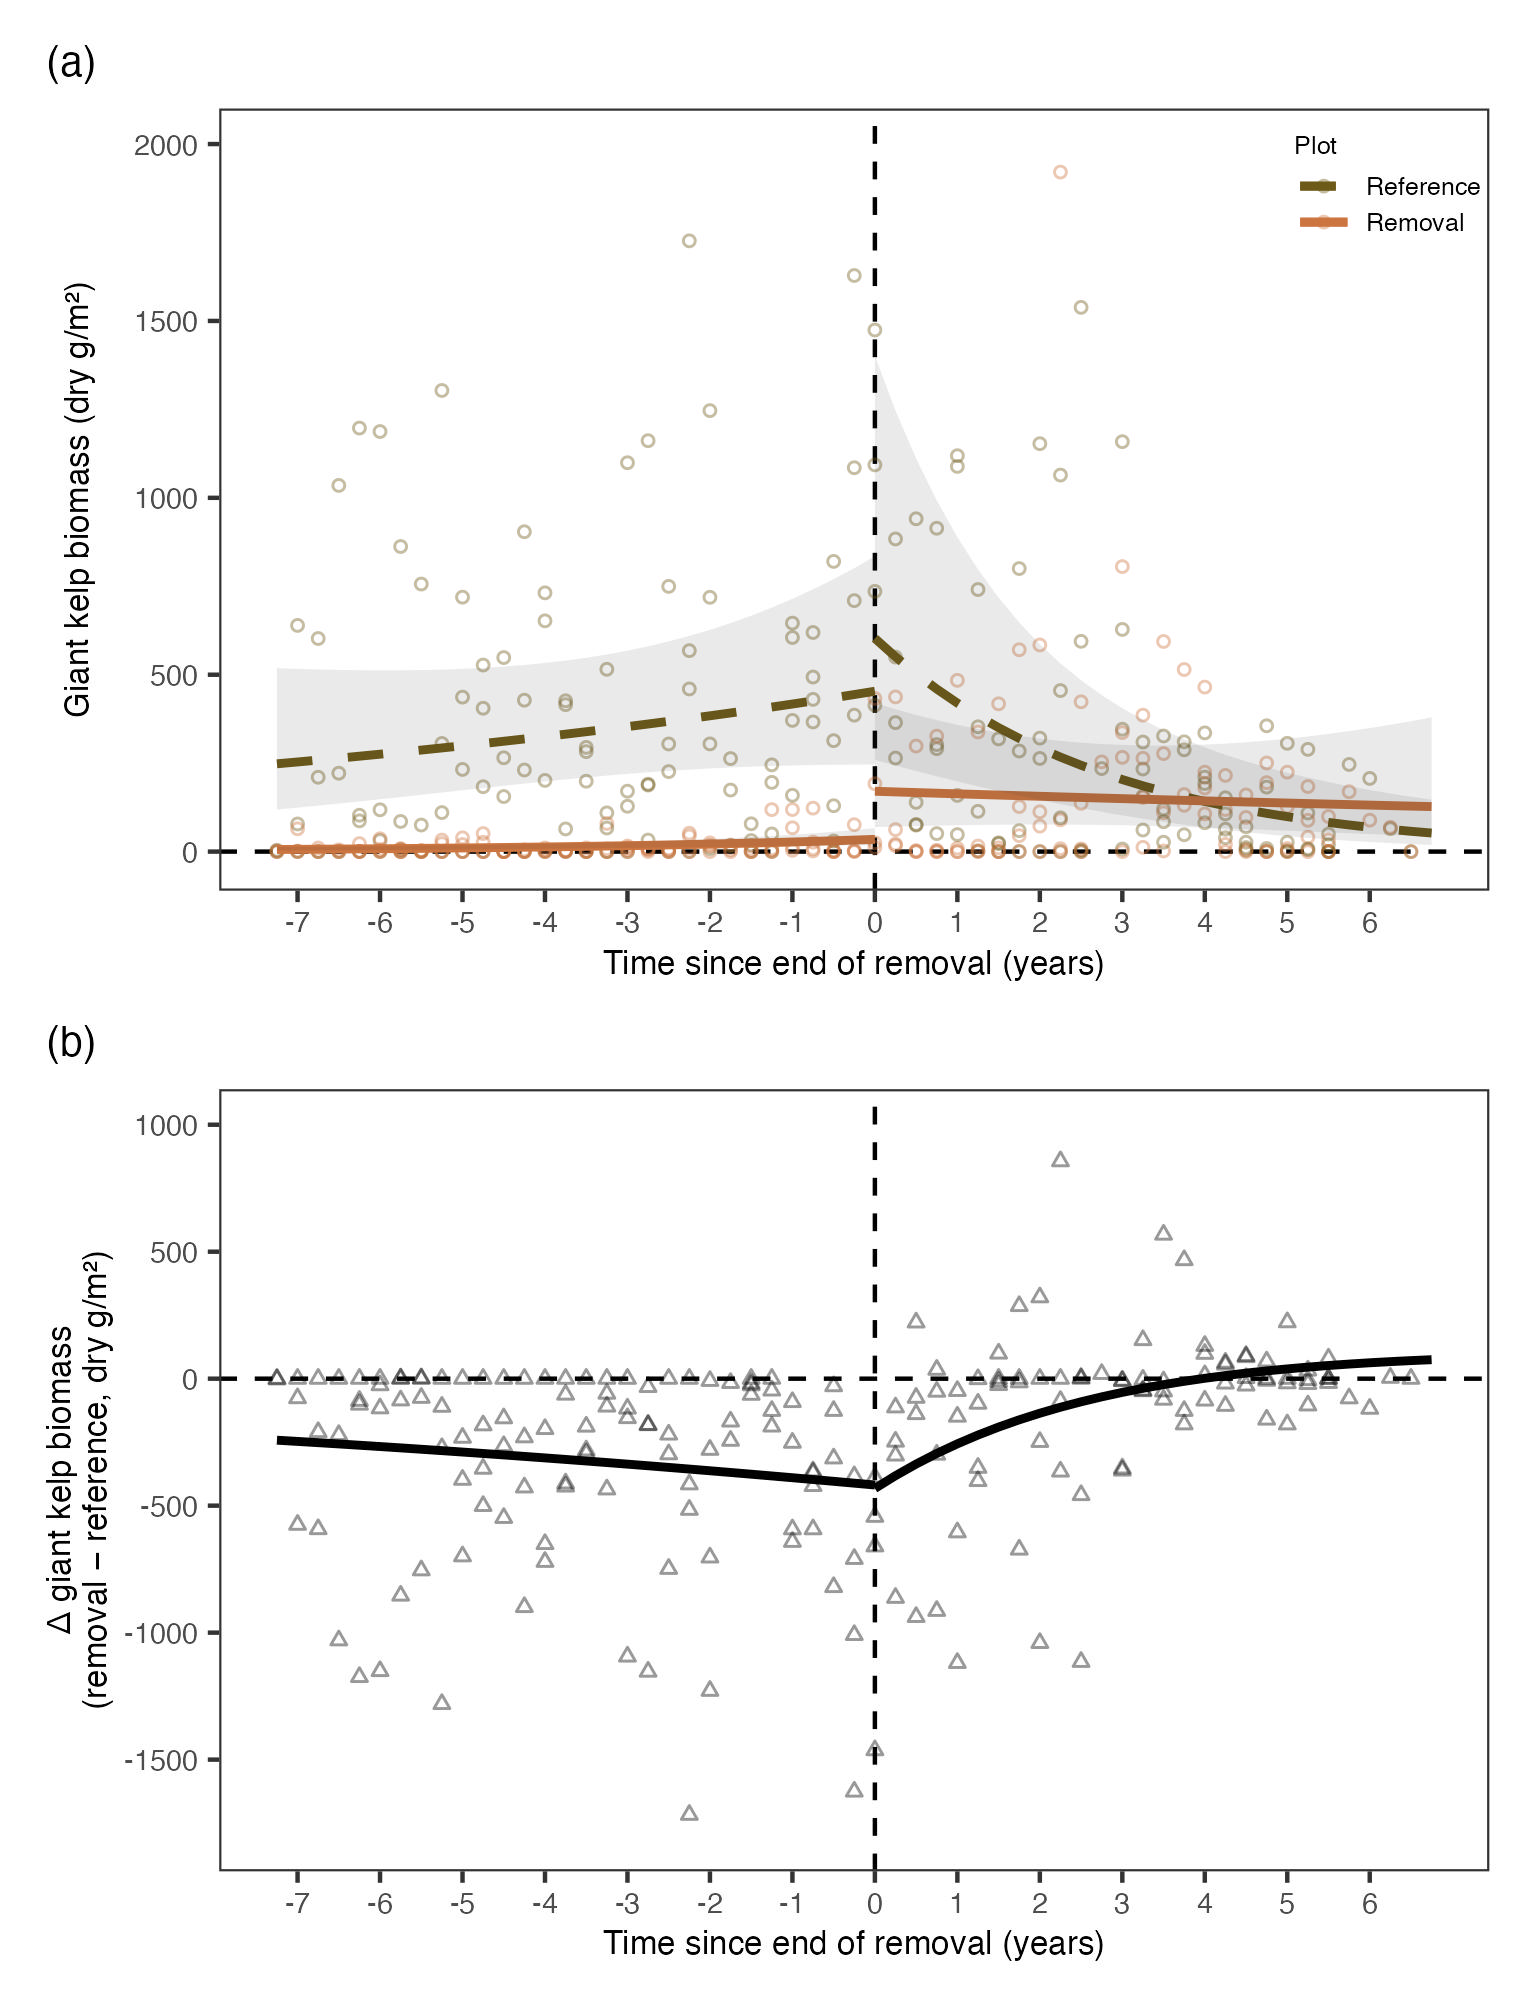 (a)
2000
1500
1000
500
0
Giant kelp biomass (dry g/m²)
Plot
Reference
Removal
-7 -6 -5 -4 -3 -2 -1 0 1 2 3 4 5 6
Time since end of removal (years)
(b)
1000
500
0
-500
-1000
-1500
Δ giant kelp biomass
(removal − reference, dry g/m²)
-7 -6 -5 -4 -3 -2 -1 0 1 2 3 4 5 6
Time since end of removal (years)